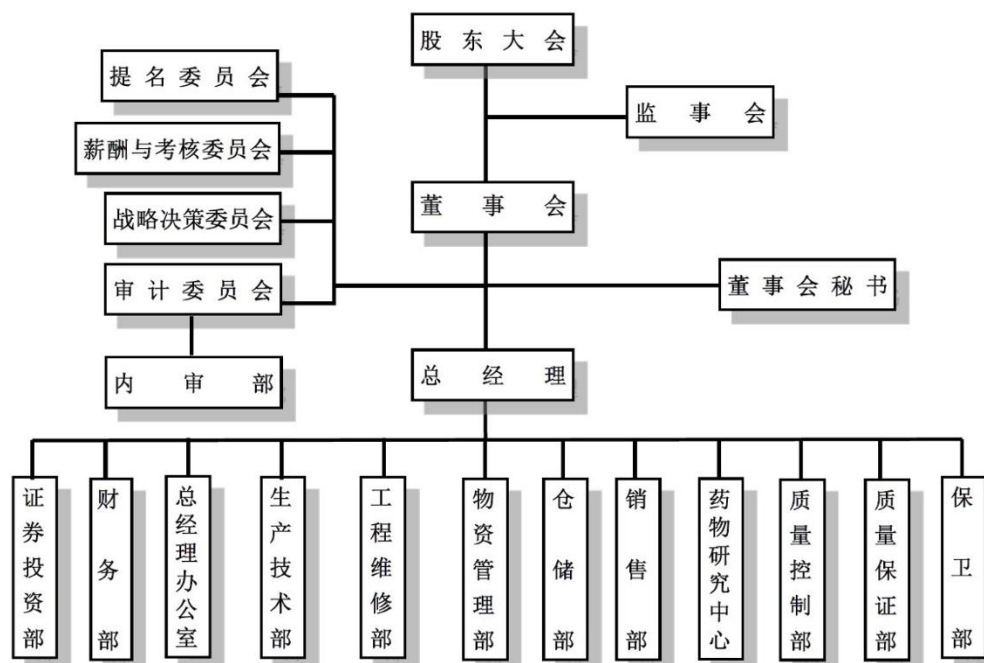 股东大会
提名委员会
监事会
薪酬与考核委员会
董事会
战略决策委员会
审计委员会
董事会秘书
内审部
总经理
证券投资部
财务部
总经理办公室
生产技术部
工程维修部
物资管理部
仓储部
销售部
药物研究中心
质量控制部
质量保证部
保卫部